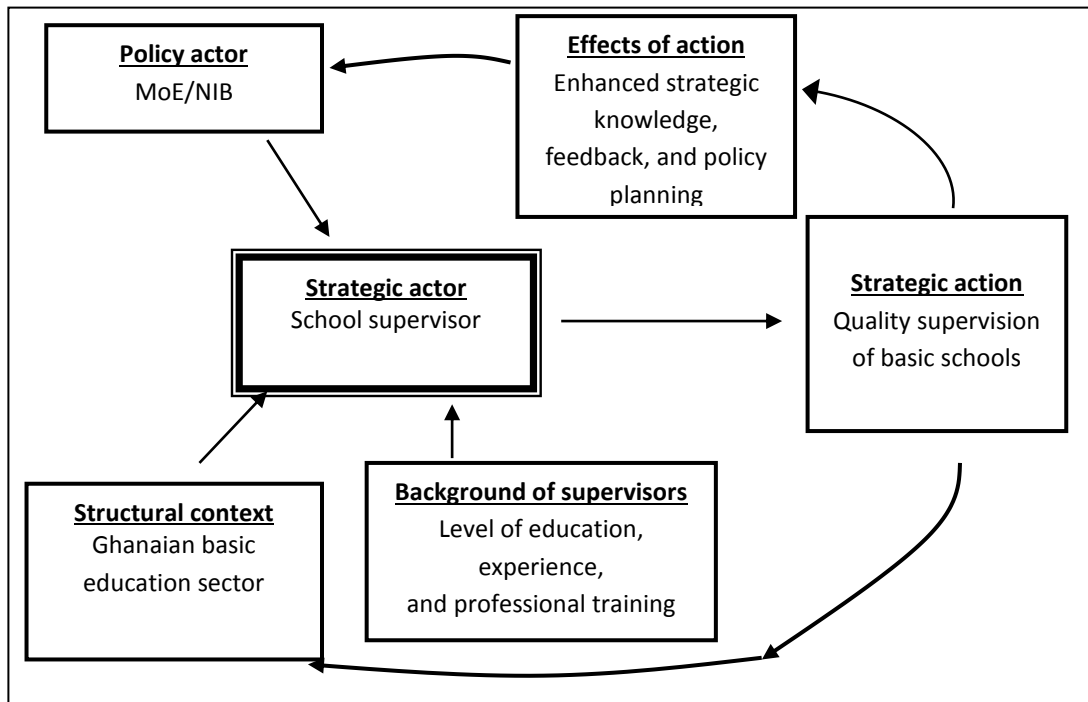 Policy actor
MoE/NIB
Effects of action
Enhanced strategic
knowledge,
feedback, and policy
planning
Strategic actor
School supervisor
Strategic action
Quality supervision
of basic schools
Structural context
Ghanaian basic
education sector
Background of supervisors
Level of education,
experience,
and professional training